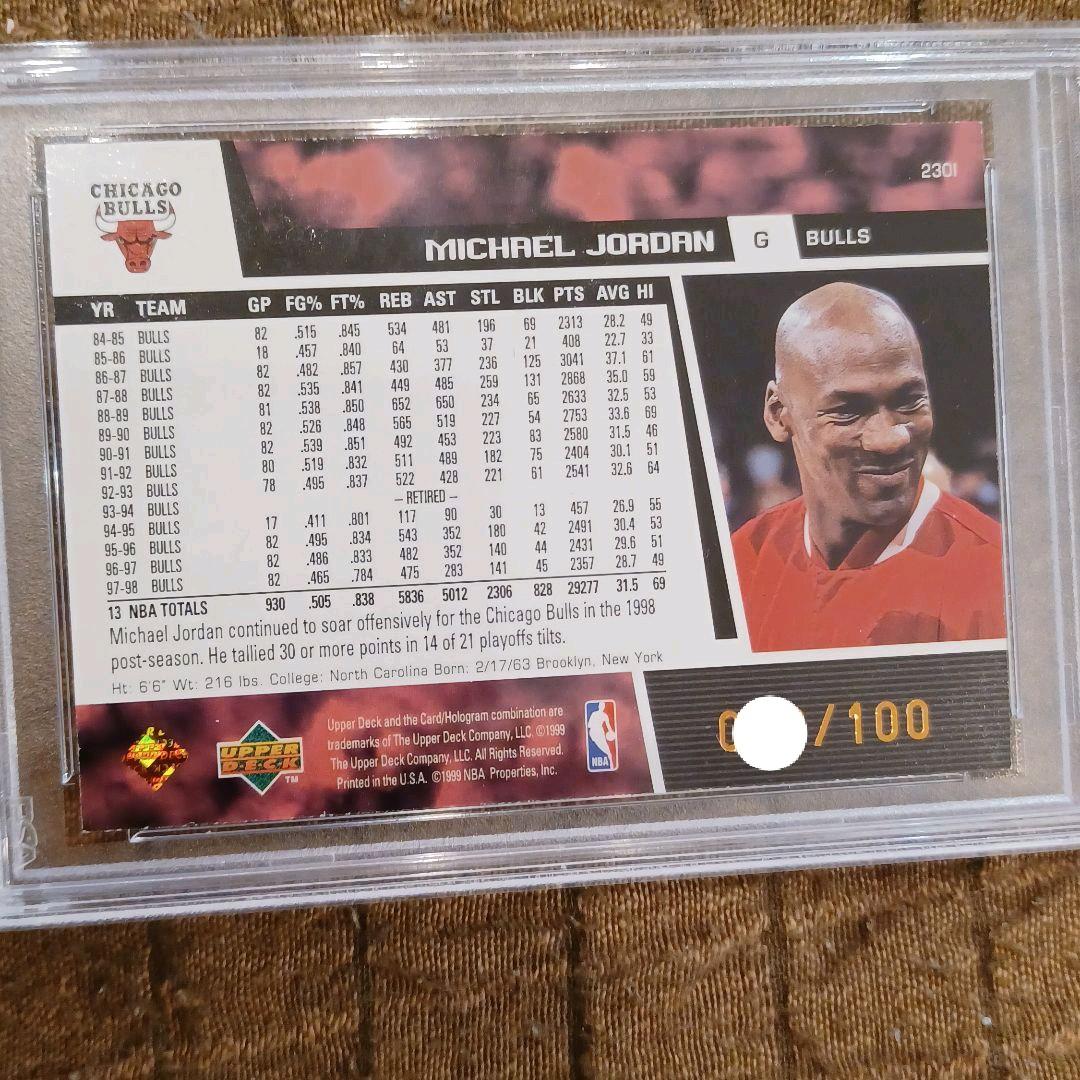 CHICAGO
BULLS
230I
MICHAEL JORDAN G BULLS
YR TEAM GP FG% FT% REB AST STL BLK PTS AVG HI
84-85 BULLS 82 .515 .845 534 481 196 69 2313 28.2 49
85-86 BULLS 18 .457 .840 64 53 37 21 408 22.7 33
86-87 BULLS 82 .482 .857 430 377 236 125 3041 37.1 61
87-88 BULLS 82 .535 .841 449 485 259 131 2868 35.0 59
88-89 BULLS 81 .538 .850 652 650 234 65 2633 32.5 53
89-90 BULLS 82 .526 .848 565 519 227 54 2753 33.6 69
90-91 BULLS 82 .539 .851 492 453 223 83 2580 31.5 46
91-92 BULLS 80 .519 .832 511 489 182 75 2404 30.1 51
92-93 BULLS 78 .495 .837 522 428 221 61 2541 32.6 64
93-94 BULLS – RETIRED –
94-95 BULLS 17 .411 .801 117 90 30 13 457 26.9 55
95-96 BULLS 82 .495 .834 543 352 180 42 2491 30.4 53
96-97 BULLS 82 .486 .833 482 352 140 44 2431 29.6 51
97-98 BULLS 82 .465 .784 475 283 141 45 2357 28.7 49
13 NBA TOTALS 930 .505 .838 5836 5012 2306 828 29277 31.5 69
Michael Jordan continued to soar offensively for the Chicago Bulls in the 1998
post-season. He tallied 30 or more points in 14 of 21 playoffs tilts.
Ht: 6'6" Wt: 216 lbs. College: North Carolina Born: 2/17/63 Brooklyn, New York
UPPER
DECK
TM
Upper Deck and the Card/Hologram combination are
trademarks of The Upper Deck Company, LLC. ©1999
The Upper Deck Company, LLC. All Rights Reserved.
Printed in the U.S.A. ©1999 NBA Properties, Inc.
NBA
/100